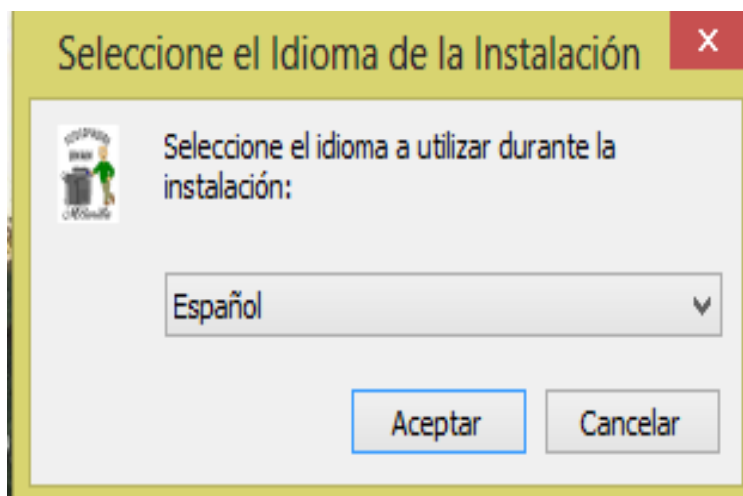 Seleccione el Idioma de la Instalación
x
Seleccione el idioma a utilizar durante la
instalación:
Español
Aceptar
Cancelar